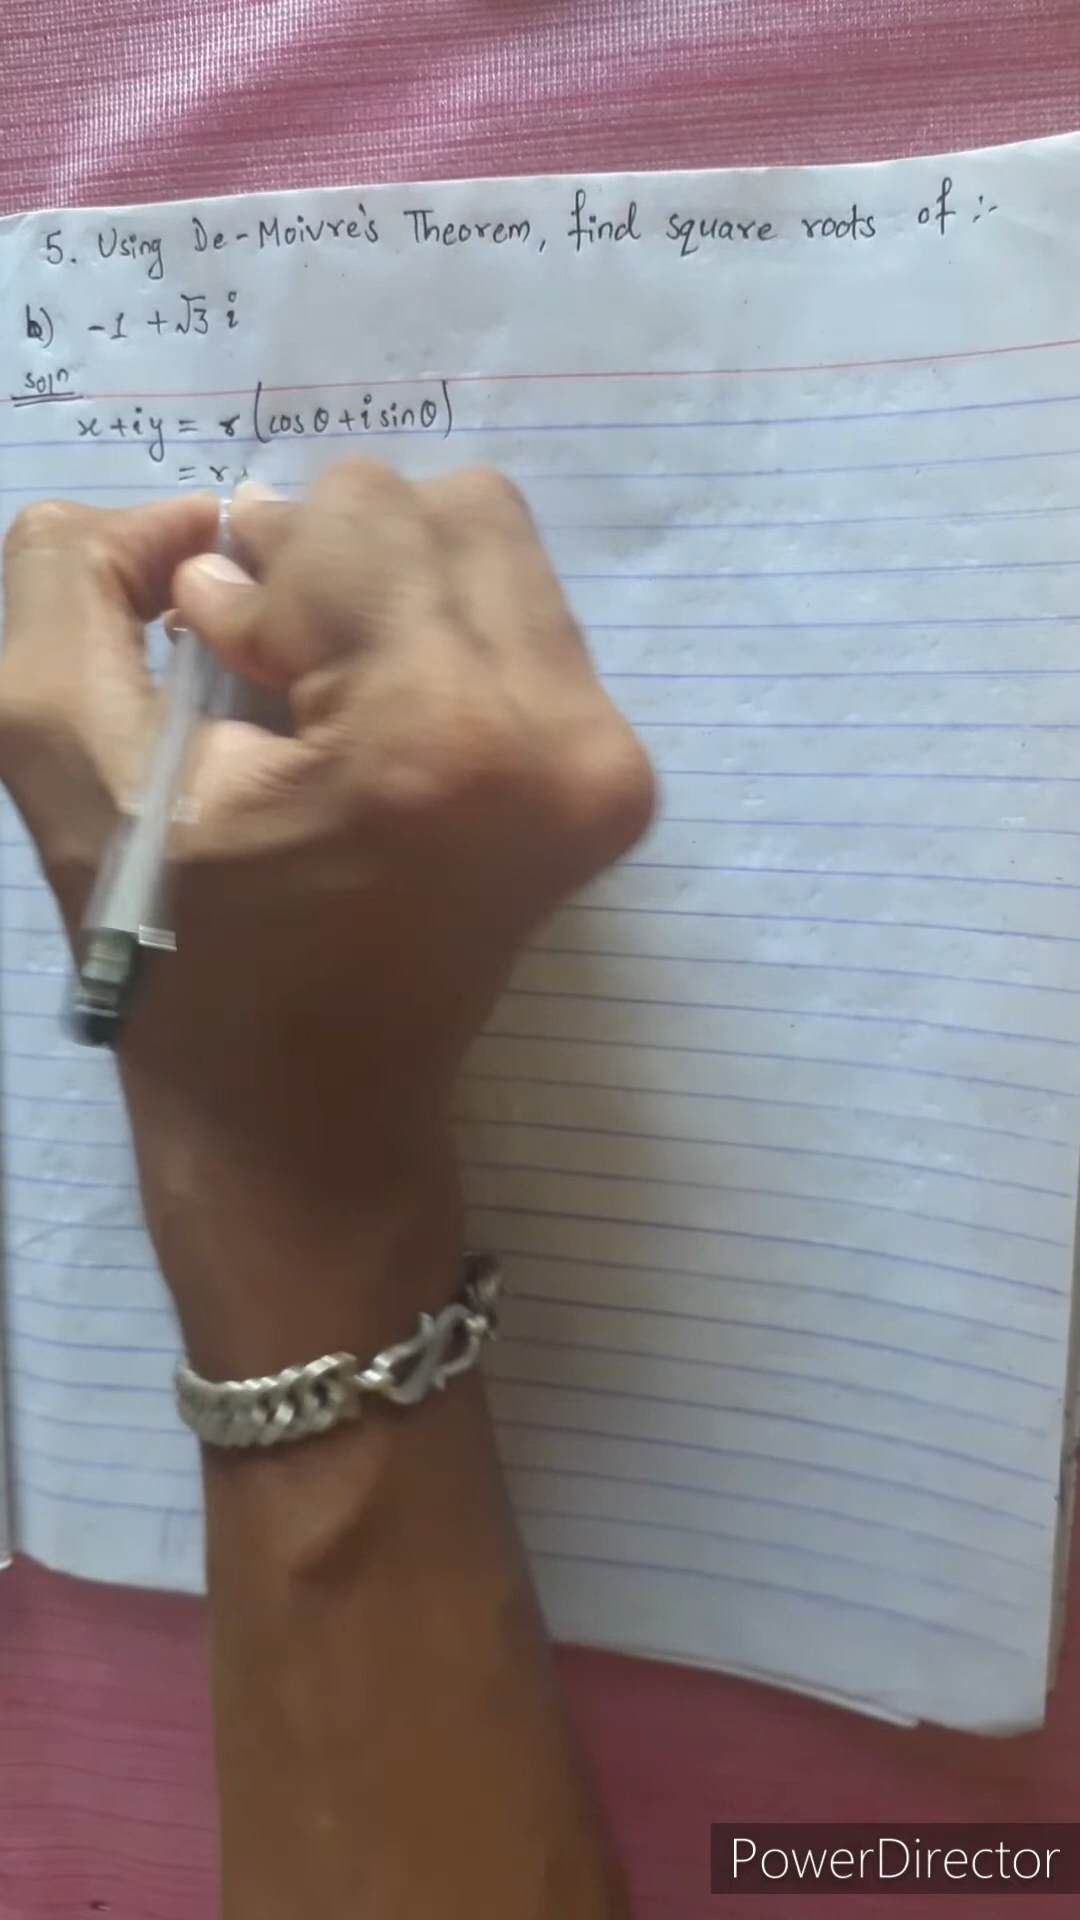 5. Using De-Moivre's Theorem, find square roots of :-
b) -1 + √3 i
Solⁿ
x + iy = r (cos θ + i sin θ)
= r
PowerDirector